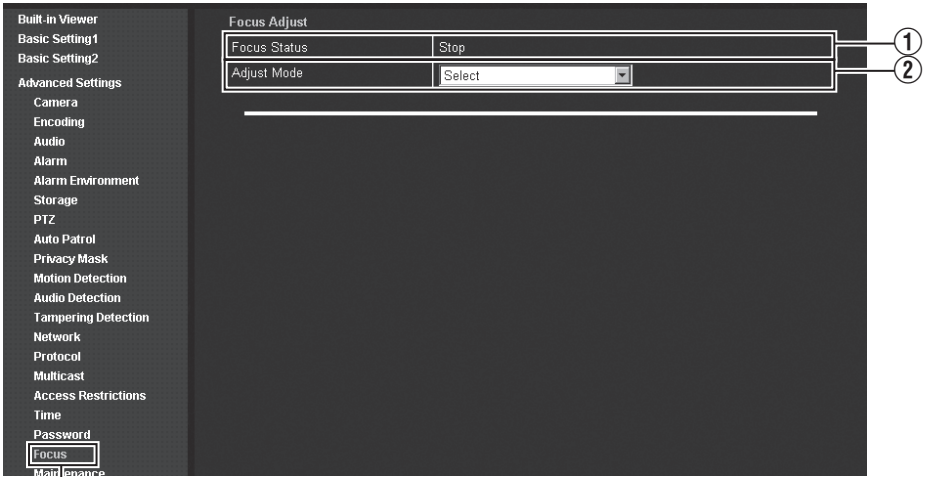 Built-in Viewer
Basic Setting1
Basic Setting2
Advanced Settings
Camera
Encoding
Audio
Alarm
Alarm Environment
Storage
PTZ
Auto Patrol
Privacy Mask
Motion Detection
Audio Detection
Tampering Detection
Network
Protocol
Multicast
Access Restrictions
Time
Password
Focus
Maintenance
Focus Adjust
Focus Status Stop
①
Adjust Mode Select
②